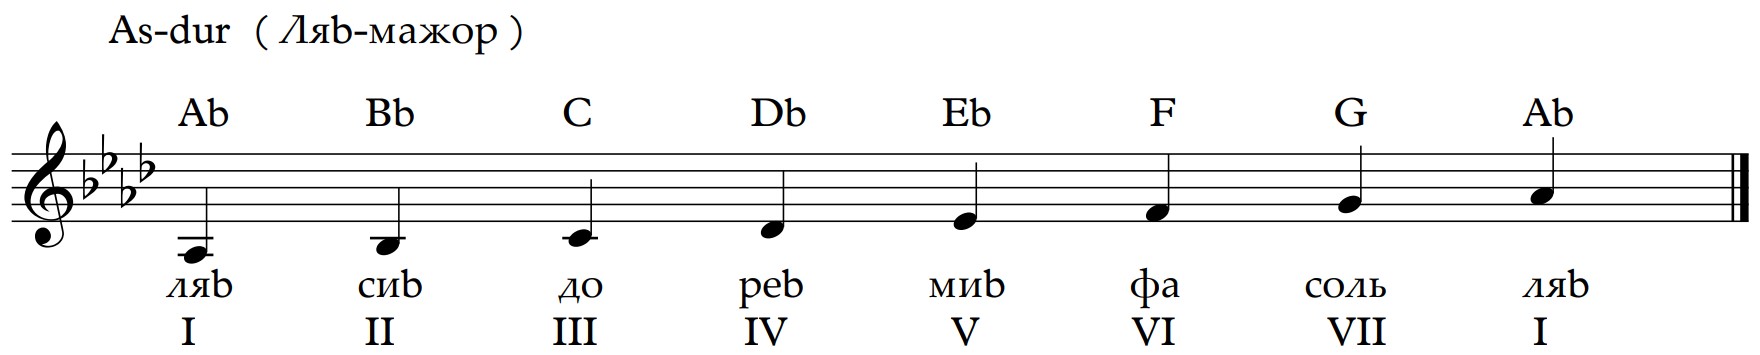 As-dur ( Ляb-мажор )
Ab Bb C Db Eb F G Ab
ляb сиb до реb миb фа соль ляb
I II III IV V VI VII I